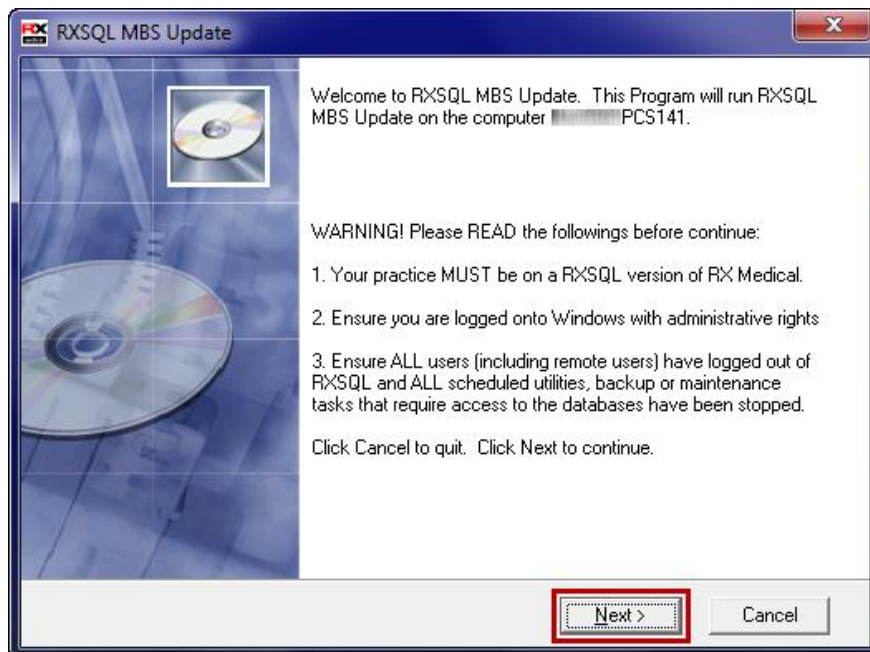 RX
RXSQL MBS Update
Welcome to RXSQL MBS Update.  This Program will run RXSQL
MBS Update on the computer PCS141.
WARNING! Please READ the followings before continue:
1. Your practice MUST be on a RXSQL version of RX Medical.
2. Ensure you are logged onto Windows with administrative rights
3. Ensure ALL users (including remote users) have logged out of
RXSQL and ALL scheduled utilities, backup or maintenance
tasks that require access to the databases have been stopped.
Click Cancel to quit.  Click Next to continue.
Next > Cancel